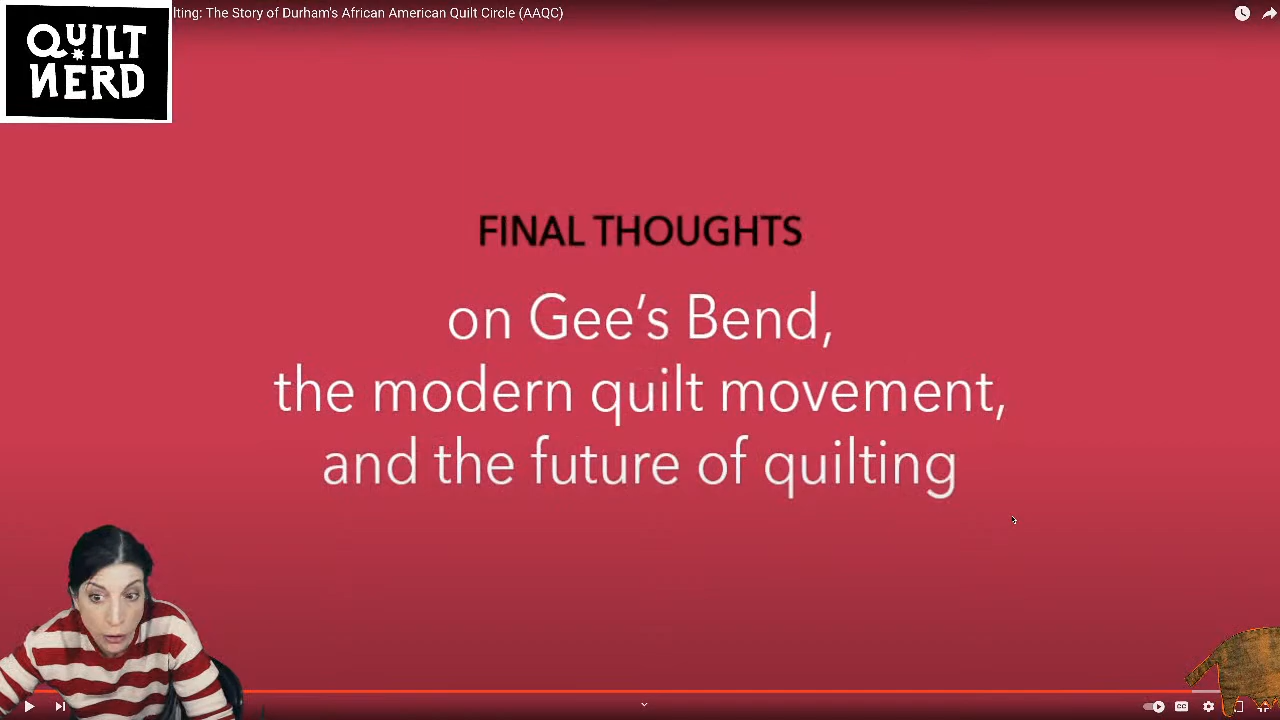 lting: The Story of Durham's African American Quilt Circle (AAQC)
QUILT
NERD
FINAL THOUGHTS
on Gee's Bend,
the modern quilt movement,
and the future of quilting
CC